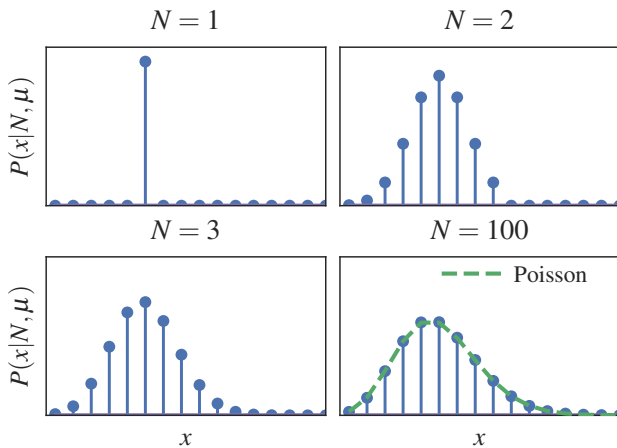 N = 1
N = 2
P(x|N, μ)
N = 3
N = 100
P(x|N, μ)
Poisson
x
x